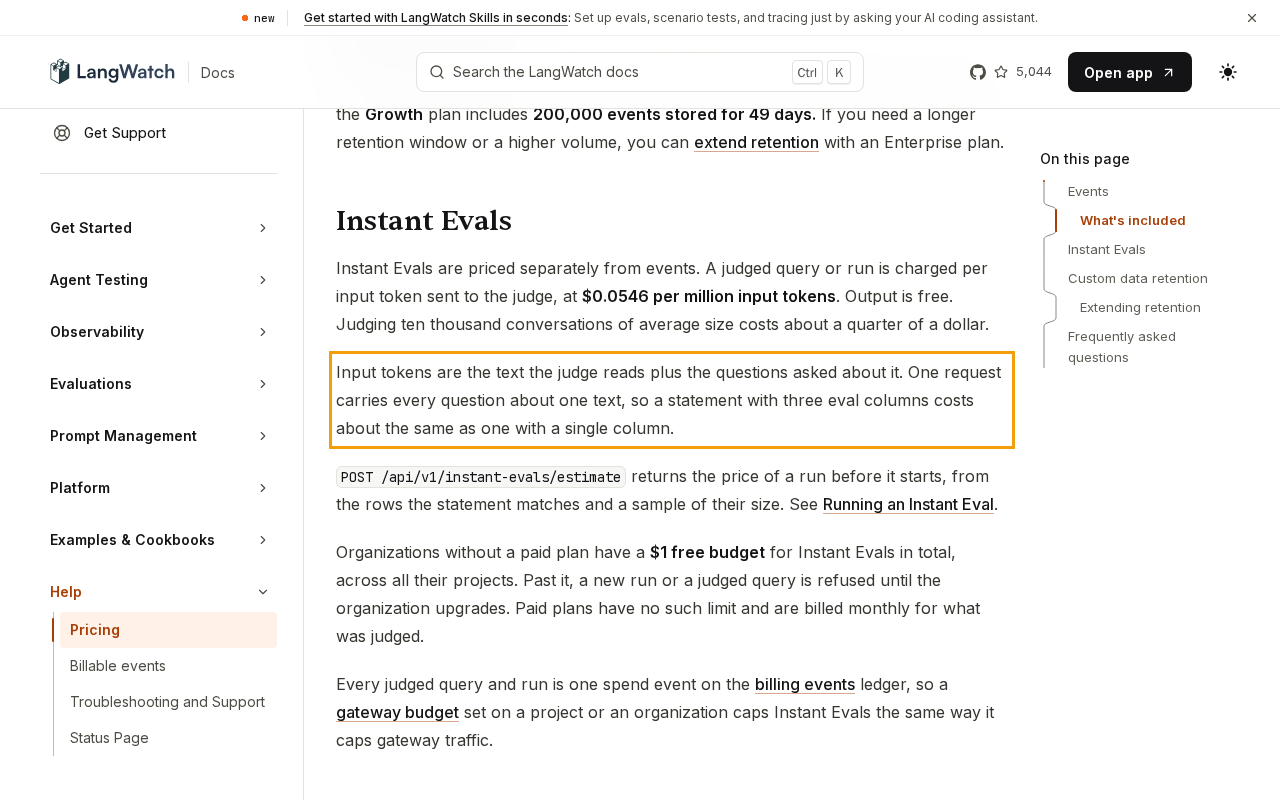 new
Get started with LangWatch Skills in seconds: Set up evals, scenario tests, and tracing just by asking your AI coding assistant.
LangWatch
Docs
Search the LangWatch docs
Ctrl K
5,044
Open app
Get Support
Get Started
Agent Testing
Observability
Evaluations
Prompt Management
Platform
Examples & Cookbooks
Help
Pricing
Billable events
Troubleshooting and Support
Status Page
the Growth plan includes 200,000 events stored for 49 days. If you need a longer
retention window or a higher volume, you can extend retention with an Enterprise plan.
Instant Evals
Instant Evals are priced separately from events. A judged query or run is charged per
input token sent to the judge, at $0.0546 per million input tokens. Output is free.
Judging ten thousand conversations of average size costs about a quarter of a dollar.
Input tokens are the text the judge reads plus the questions asked about it. One request
carries every question about one text, so a statement with three eval columns costs
about the same as one with a single column.
POST /api/v1/instant-evals/estimate returns the price of a run before it starts, from
the rows the statement matches and a sample of their size. See Running an Instant Eval.
Organizations without a paid plan have a $1 free budget for Instant Evals in total,
across all their projects. Past it, a new run or a judged query is refused until the
organization upgrades. Paid plans have no such limit and are billed monthly for what
was judged.
Every judged query and run is one spend event on the billing events ledger, so a
gateway budget set on a project or an organization caps Instant Evals the same way it
caps gateway traffic.
On this page
Events
What's included
Instant Evals
Custom data retention
Extending retention
Frequently asked
questions